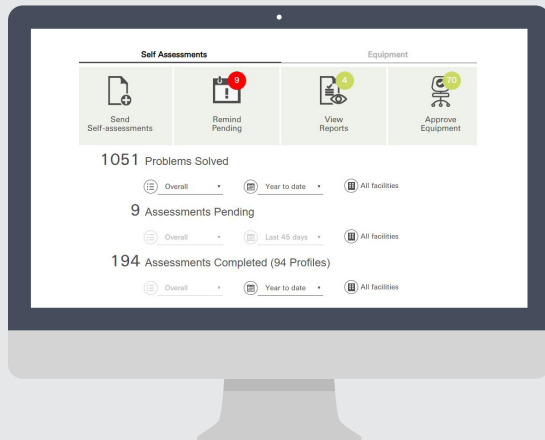 Self Assessments
Equipment
9
4
70
Send
Self-assessments
Remind
Pending
View
Reports
Approve
Equipment
1051 Problems Solved
Overall
Year to date
All facilities
9 Assessments Pending
Overall
Last 45 days
All facilities
194 Assessments Completed (94 Profiles)
Overall
Year to date
All facilities